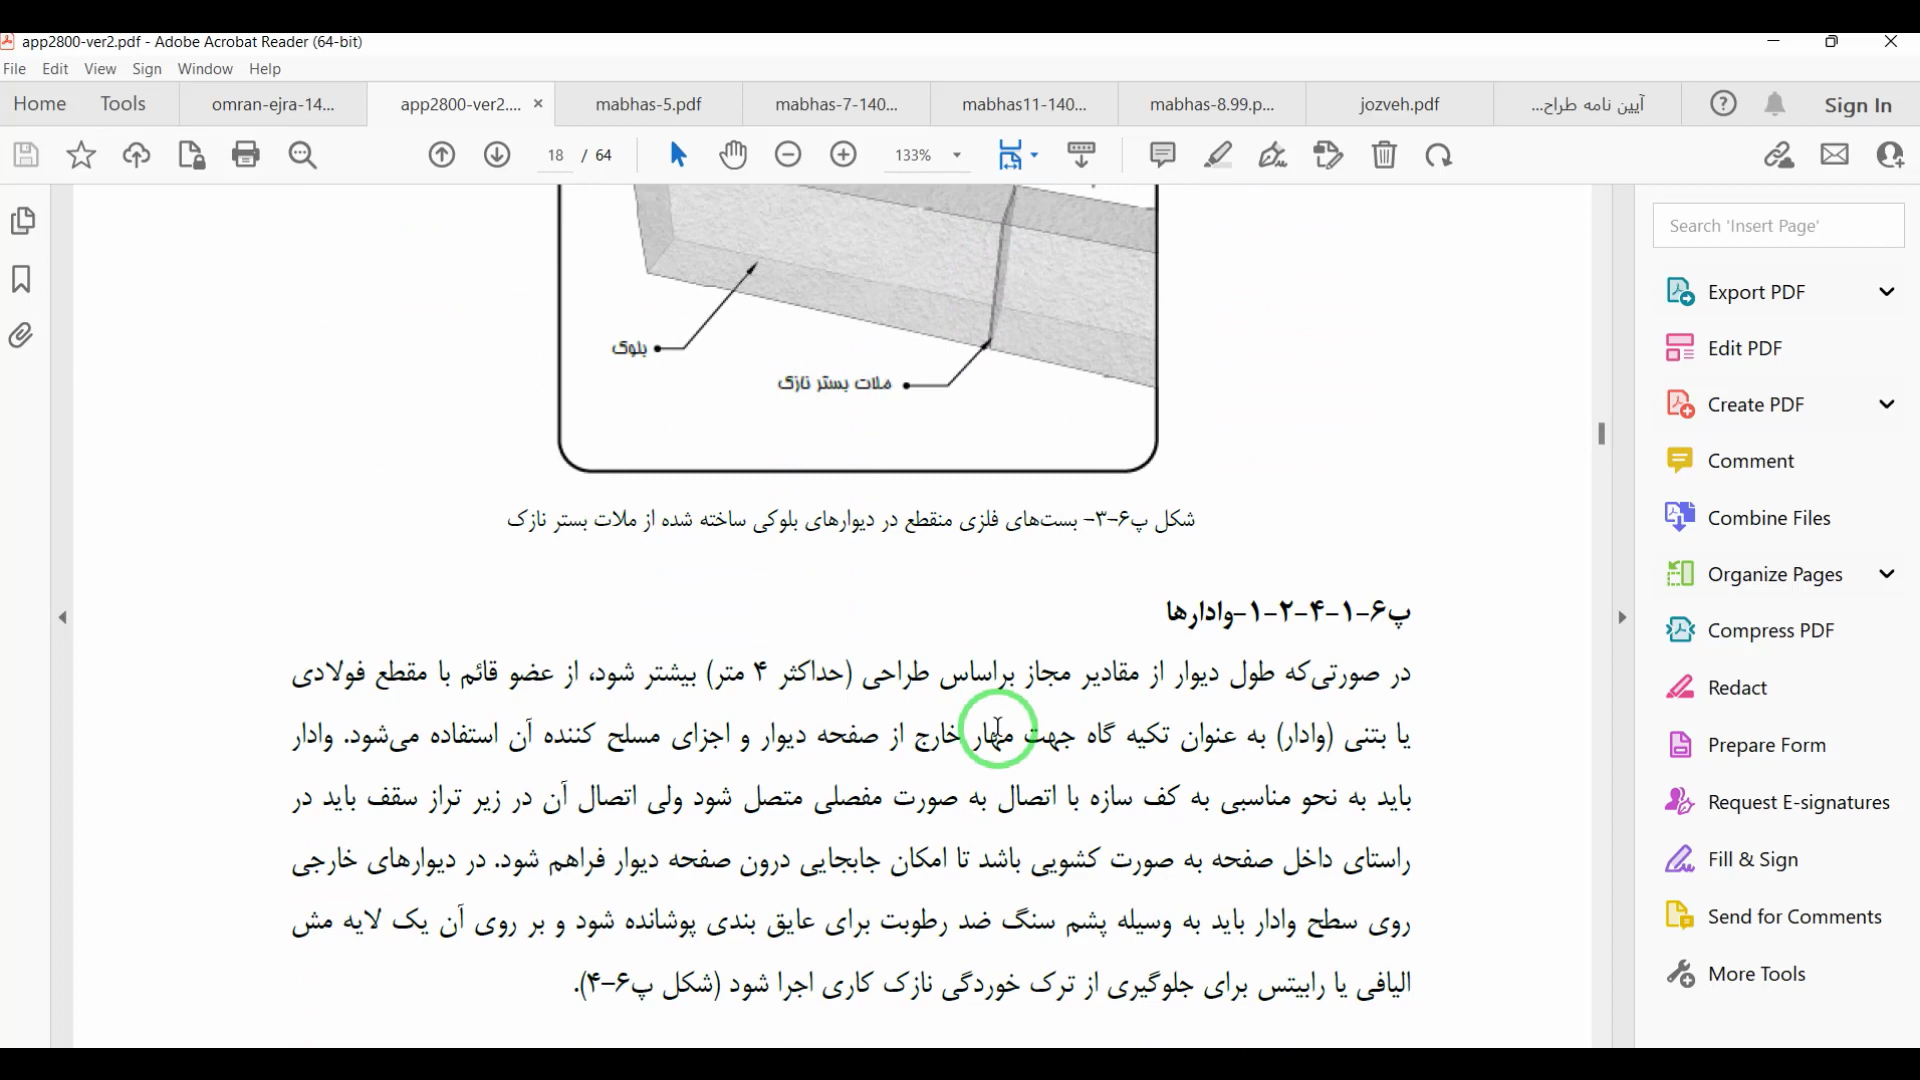 app2800-ver2.pdf - Adobe Acrobat Reader (64-bit)
File Edit View Sign Window Help
Home Tools omran-ejra-14... app2800-ver2.... mabhas-5.pdf mabhas-7-140... mabhas11-140... mabhas-8.99.p... jozveh.pdf آیین نامه طراح... Sign In
18 / 64 133%
Search 'Insert Page'
Export PDF
Edit PDF
Create PDF
Comment
Combine Files
Organize Pages
Compress PDF
Redact
Prepare Form
Request E-signatures
Fill & Sign
Send for Comments
More Tools
بلوک
ملات بستر نازک
شکل پ۶-۳- بست‌های فلزی منقطع در دیوارهای بلوکی ساخته شده از ملات بستر نازک
پ۶-۱-۴-۲-۱-وادارها
در صورتی‌که طول دیوار از مقادیر مجاز براساس طراحی (حداکثر ۴ متر) بیشتر شود، از عضو قائم با مقطع فولادی
یا بتنی (وادار) به عنوان تکیه گاه جهت مهار خارج از صفحه دیوار و اجزای مسلح کننده آن استفاده می‌شود. وادار
باید به نحو مناسبی به کف سازه با اتصال به صورت مفصلی متصل شود ولی اتصال آن در زیر تراز سقف باید در
راستای داخل صفحه به صورت کشویی باشد تا امکان جابجایی درون صفحه دیوار فراهم شود. در دیوارهای خارجی
روی سطح وادار باید به وسیله پشم سنگ ضد رطوبت برای عایق بندی پوشانده شود و بر روی آن یک لایه مش
الیافی یا رابیتس برای جلوگیری از ترک خوردگی نازک کاری اجرا شود (شکل پ۶-۴).